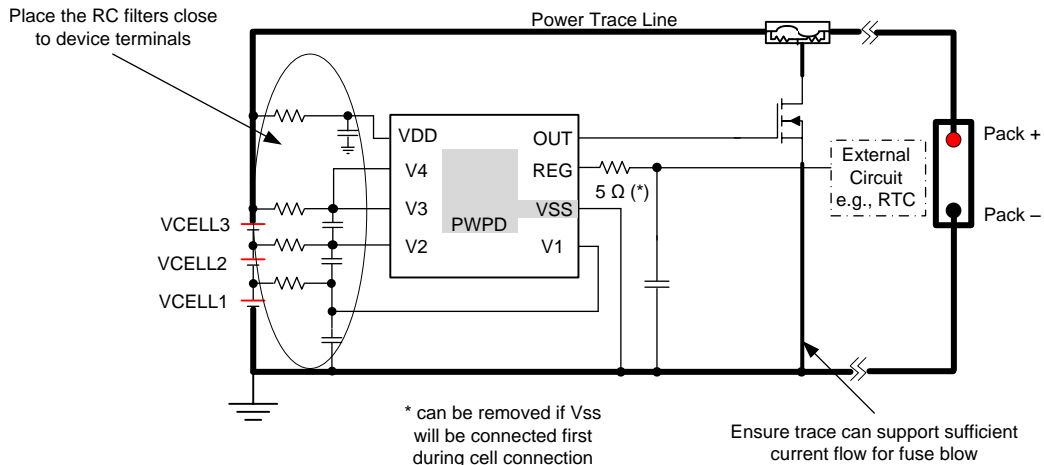 Place the RC filters close
to device terminals
Power Trace Line
VDD
OUT
Pack +
V4
REG
External
Circuit
e.g., RTC
5 Ω (*)
V3
VSS
VCELL3
PWPD
Pack –
V2
V1
VCELL2
VCELL1
* can be removed if Vss
will be connected first
during cell connection
Ensure trace can support sufficient
current flow for fuse blow